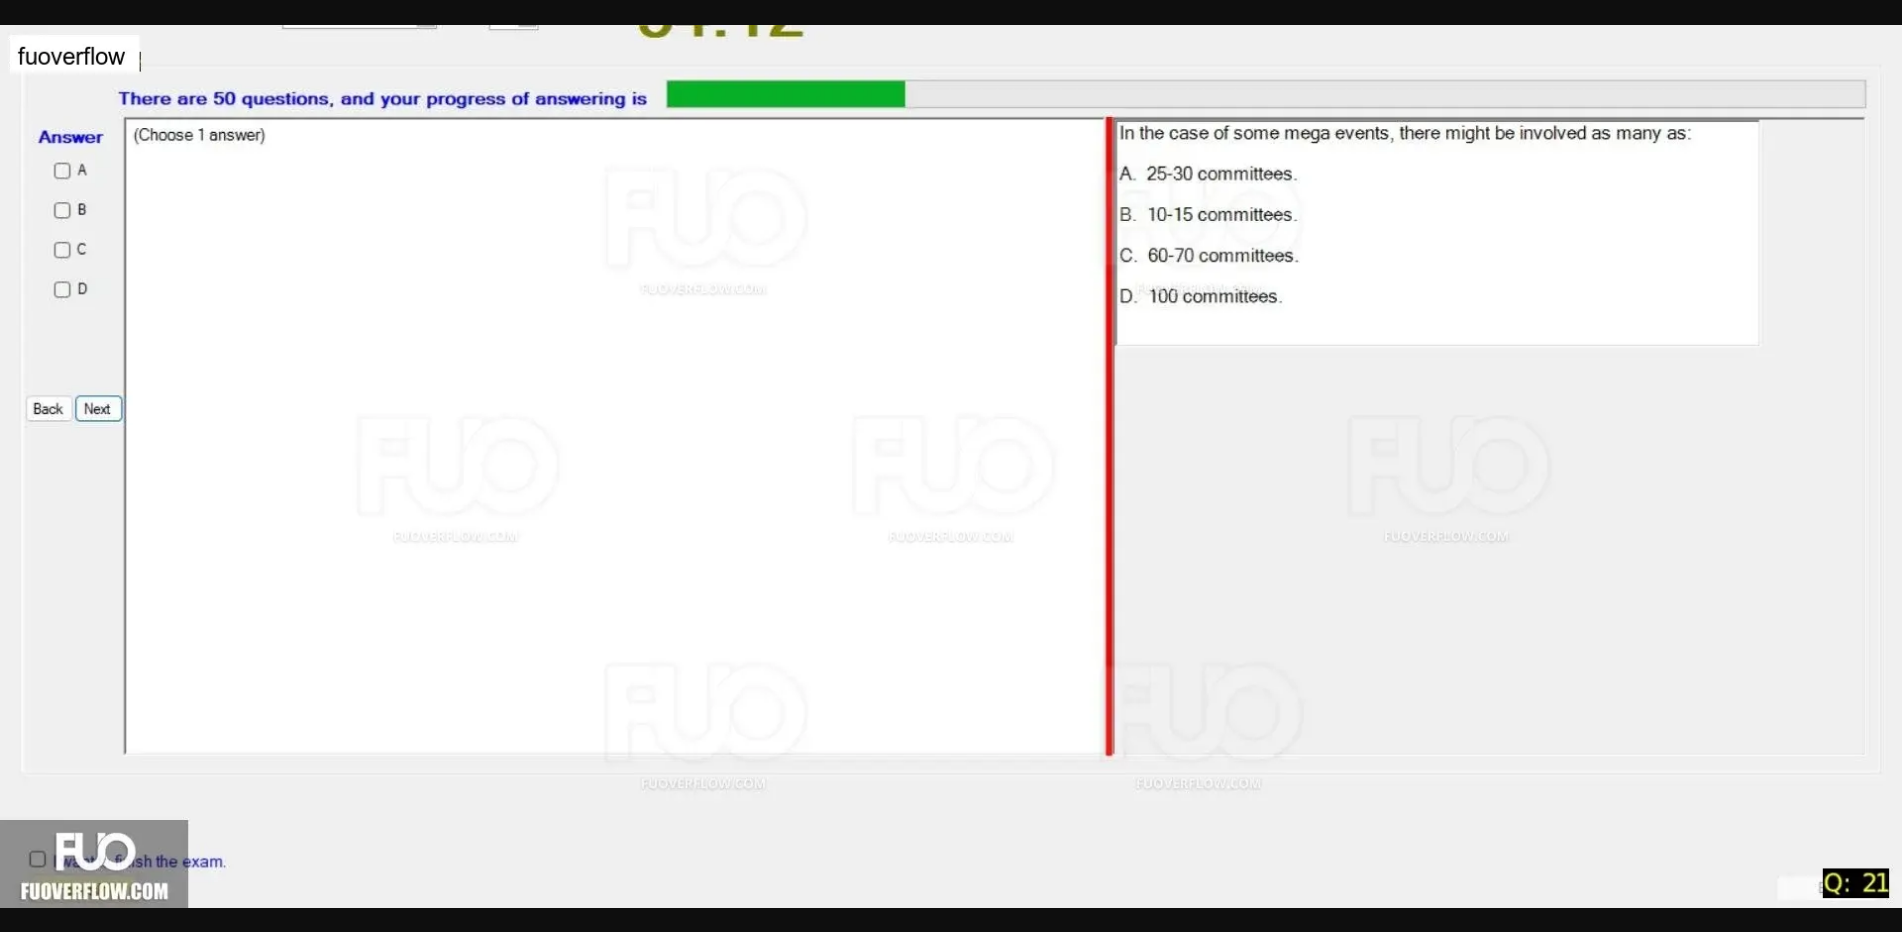 fuoverflow
There are 50 questions, and your progress of answering is
Answer
(Choose 1 answer)
A
B
C
D
Back
Next
In the case of some mega events, there might be involved as many as:
A. 25-30 committees.
B. 10-15 committees.
C. 60-70 committees.
D. 100 committees.
FUO
FUOVERFLOW.COM
FUO
FUOVERFLOW.COM
FUO
FUOVERFLOW.COM
FUO
FUOVERFLOW.COM
FUO
FUOVERFLOW.COM
FUO
FUOVERFLOW.COM
FUO
FUOVERFLOW.COM
the exam.
FUO
FUOVERFLOW.COM
Q: 21